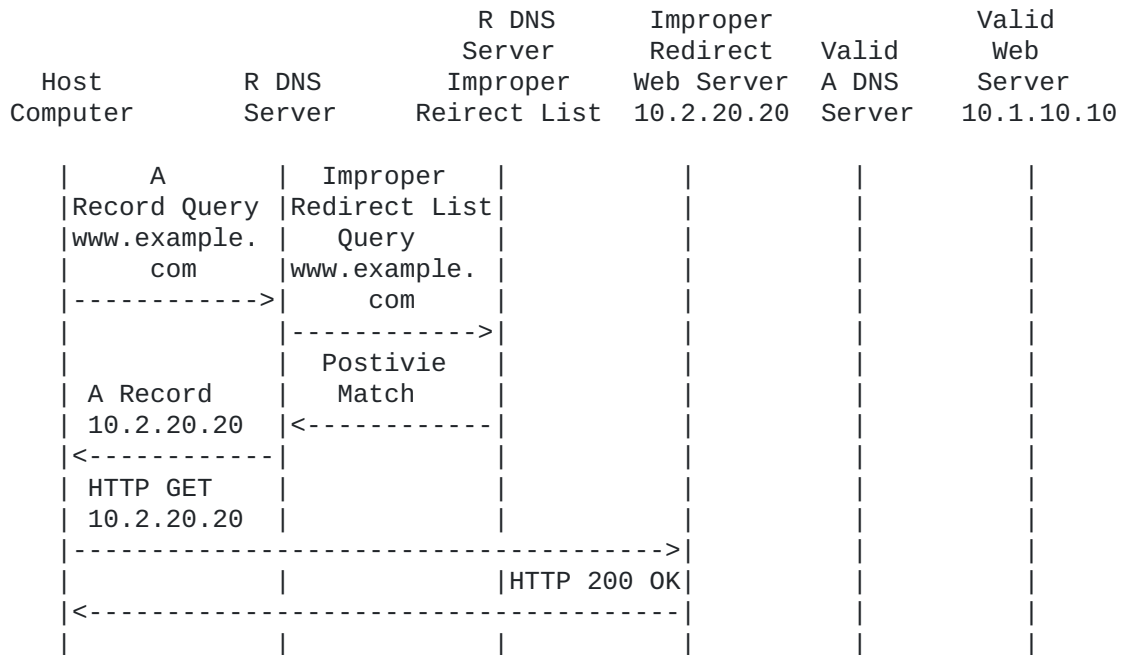 R DNS      Improper             Valid
                             Server      Redirect   Valid      Web
  Host           R DNS      Improper    Web Server  A DNS     Server
Computer       Server     Reirect List  10.2.20.20  Server   10.1.10.10

   |     A       |  Improper   |           |          |          |
   |Record Query |Redirect List|           |          |          |
   |www.example. |   Query     |           |          |          |
   |     com     |www.example. |           |          |          |
   |------------>|     com     |           |          |          |
   |             |------------>|           |          |          |
   |             |  Postivie   |           |          |          |
   | A Record    |   Match     |           |          |          |
   | 10.2.20.20  |<------------|           |          |          |
   |<------------|             |           |          |          |
   | HTTP GET    |             |           |          |          |
   | 10.2.20.20  |             |           |          |          |
   |-------------------------------------->|          |          |
   |             |             |HTTP 200 OK|          |          |
   |<--------------------------------------|          |          |
   |             |             |           |          |          |